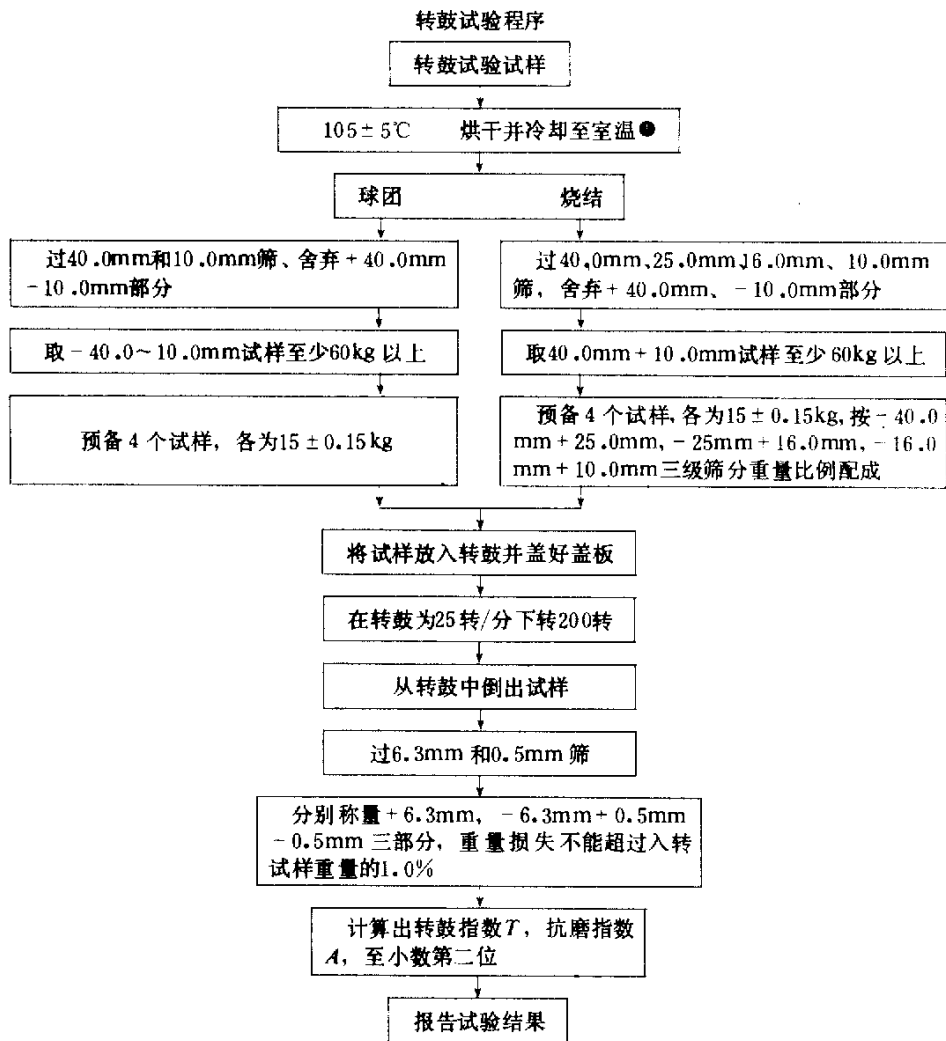 转鼓试验程序
转鼓试验试样
105±5℃ 烘干并冷却至室温❶
球团 烧结
过40.0mm和10.0mm筛、舍弃+40.0mm
-10.0mm部分
过40,0mm、25.0mm、16.0mm、10.0mm
筛，舍弃+40.0mm、-10.0mm部分
取-40.0~10.0mm试样至少60kg以上
取40.0mm+10.0mm试样至少60kg以上
预备4个试样，各为15±0.15kg
预备4个试样,各为15±0.15kg,按-40.0
mm+25.0mm,-25mm+16.0mm,-16.0
mm+10.0mm三级筛分重量比例配成
将试样放入转鼓并盖好盖板
在转鼓为25转/分下转200转
从转鼓中倒出试样
过6.3mm和0.5mm筛
分别称量+6.3mm，-6.3mm+0.5mm
-0.5mm三部分，重量损失不能超过入转
试样重量的1.0%
计算出转鼓指数T，抗磨指数
A，至小数第二位
报告试验结果